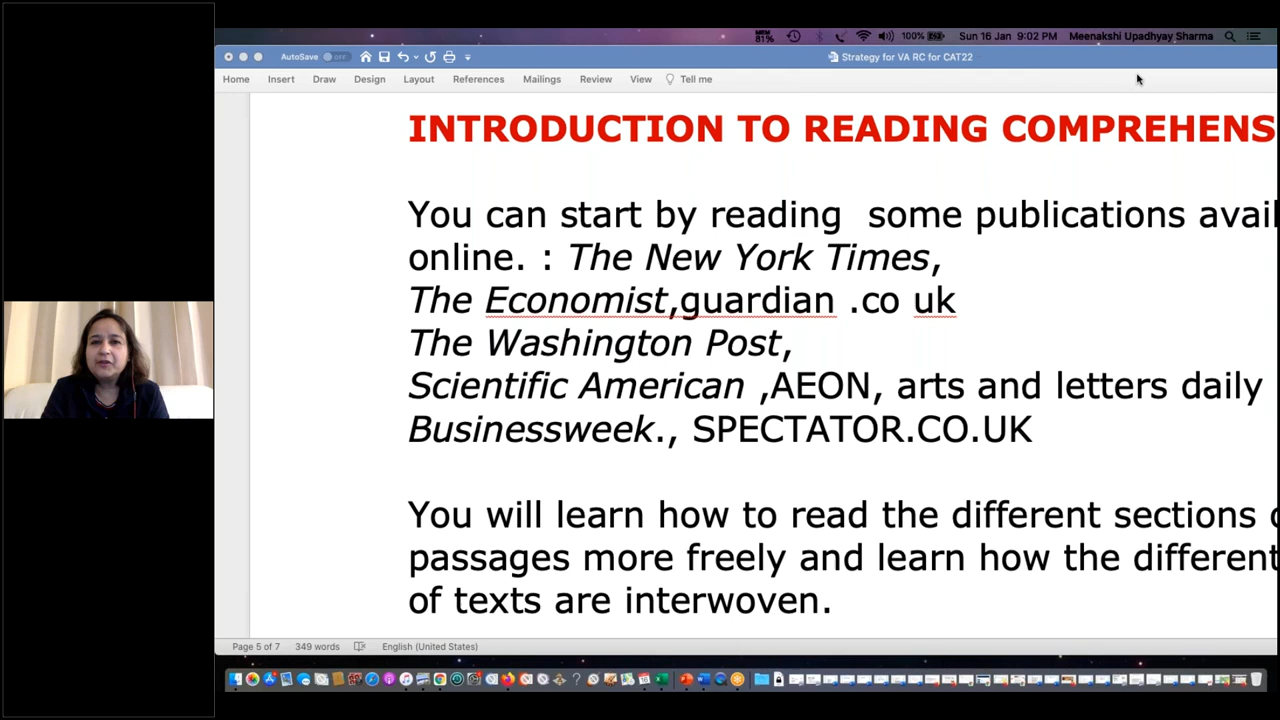 81%
100%
Sun 16 Jan 9:02 PM
Meenakshi Upadhyay Sharma
AutoSave OFF
Strategy for VA RC for CAT22
Home Insert Draw Design Layout References Mailings Review View Tell me
INTRODUCTION TO READING COMPREHENS
You can start by reading some publications avail
online. : The New York Times,
The Economist,guardian .co uk
The Washington Post,
Scientific American ,AEON, arts and letters daily
Businessweek., SPECTATOR.CO.UK
You will learn how to read the different sections
passages more freely and learn how the different
of texts are interwoven.
Page 5 of 7 349 words English (United States)